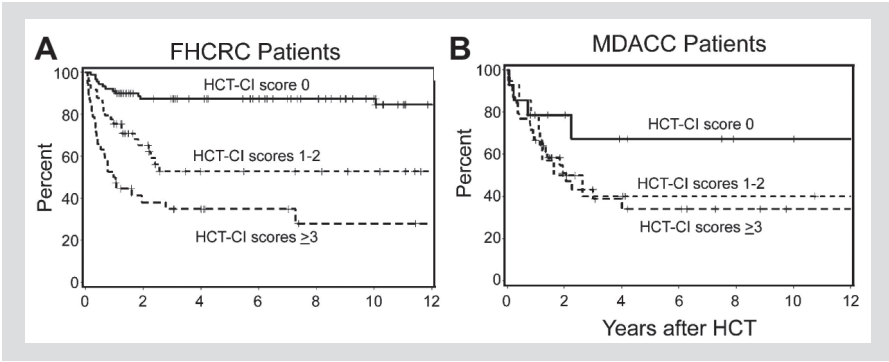 A
FHCRC Patients
100
80
60
40
20
0
Percent
HCT-CI score 0
HCT-CI scores 1-2
HCT-CI scores ≥3
0 2 4 6 8 10 12
B
MDACC Patients
100
80
60
40
20
0
Percent
HCT-CI score 0
HCT-CI scores 1-2
HCT-CI scores ≥3
0 2 4 6 8 10 12
Years after HCT